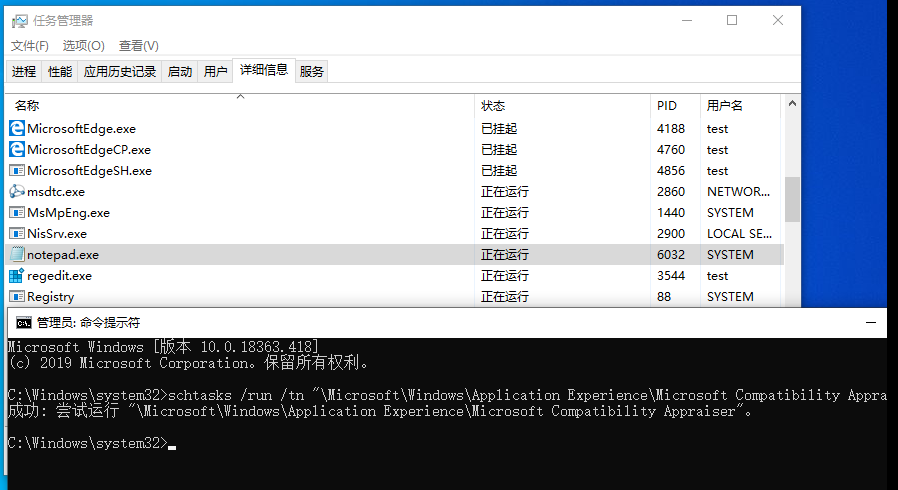 任务管理器
文件(F) 选项(O) 查看(V)
进程 性能 应用历史记录 启动 用户 详细信息 服务
名称 状态 PID 用户名
MicrosoftEdge.exe 已挂起 4188 test
MicrosoftEdgeCP.exe 已挂起 4760 test
MicrosoftEdgeSH.exe 已挂起 4856 test
msdtc.exe 正在运行 2860 NETWOR...
MsMpEng.exe 正在运行 1440 SYSTEM
NisSrv.exe 正在运行 2900 LOCAL SE...
notepad.exe 正在运行 6032 SYSTEM
regedit.exe 正在运行 3544 test
Registry 正在运行 88 SYSTEM
管理员: 命令提示符
Microsoft Windows [版本 10.0.18363.418]
(c) 2019 Microsoft Corporation。保留所有权利。
C:\Windows\system32>schtasks /run /tn "\Microsoft\Windows\Application Experience\Microsoft Compatibility Appra
成功: 尝试运行 "\Microsoft\Windows\Application Experience\Microsoft Compatibility Appraiser"。
C:\Windows\system32>